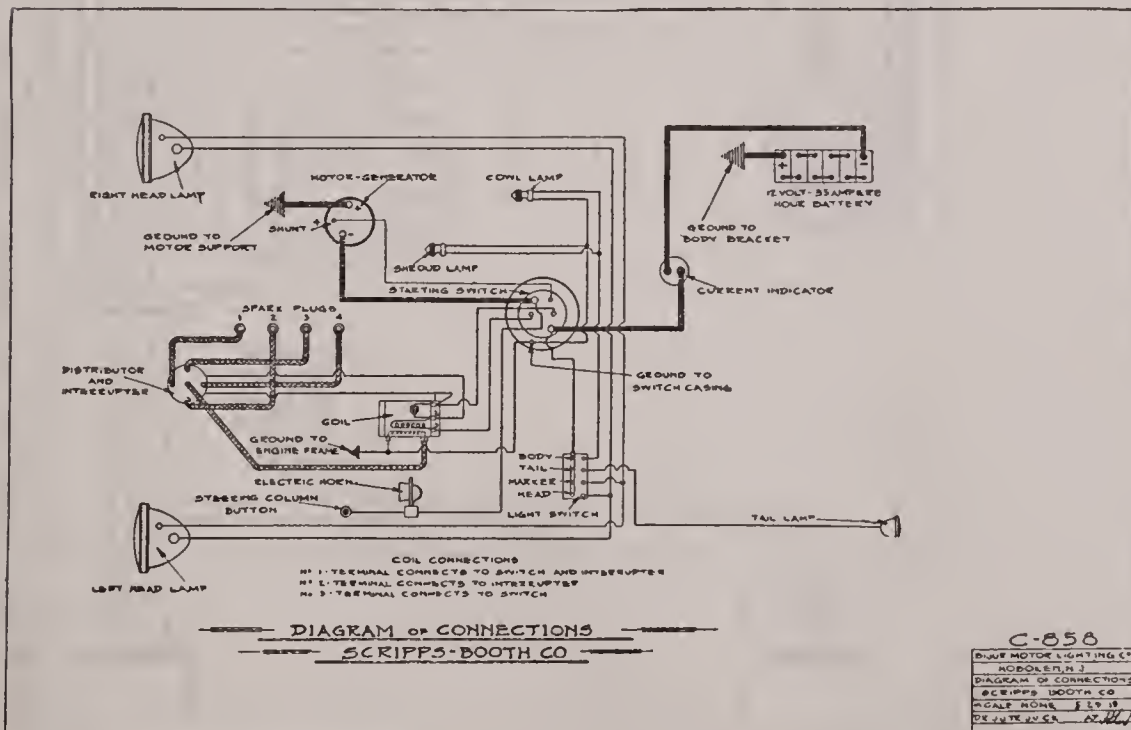 RIGHT HEAD LAMP
MOTOR-GENERATOR
GROUND TO
MOTOR SUPPORT
SHUNT
+
+
-
COWL LAMP
SHROUD LAMP
STARTING SWITCH
+
-
12 VOLT-35 AMPERE
HOUR BATTERY
GROUND TO
BODY BRACKET
CURRENT INDICATOR
SPARK PLUGS
1 2 3 4
DISTRIBUTOR
AND
INTERRUPTER
COIL
GROUND TO
SWITCH CASING
GROUND TO
ENGINE FRAME
ELECTRIC HORN
STEERING COLUMN
BUTTON
BODY
TAIL
MARKER
HEAD
LIGHT SWITCH
TAIL LAMP
LEFT HEAD LAMP
COIL CONNECTIONS
No 1-TERMINAL CONNECTS TO SWITCH AND INTERRUPTER
No 2-TERMINAL CONNECTS TO INTERRUPTER
No 3-TERMINAL CONNECTS TO SWITCH
DIAGRAM OF CONNECTIONS
SCRIPPS-BOOTH CO
C-858
BIJUR MOTOR LIGHTING Co
HOBOKEN, N J
DIAGRAM OF CONNECTIONS
SCRIPPS BOOTH CO
SCALE NONE